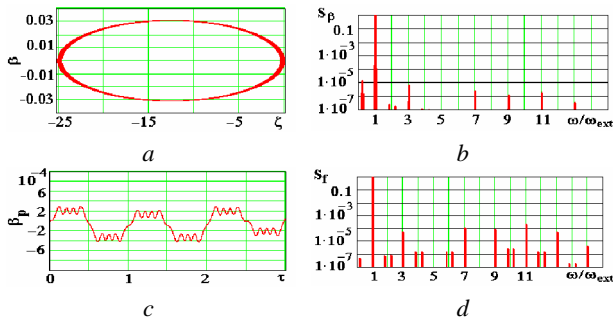 0.03
0.01
−0.01
−0.03
β
−25
−15
−5
ζ
a
S_β
0.1
1·10⁻³
1·10⁻⁶
1·10⁻⁷
1
3
5
7
9
11
ω/ω_ext
b
10⁻⁴
β_p
2
−2
−6
0
1
2
τ
c
S_f
0.1
1·10⁻³
1·10⁻⁵
1·10⁻⁷
1
3
5
7
9
11
ω/ω_ext
d